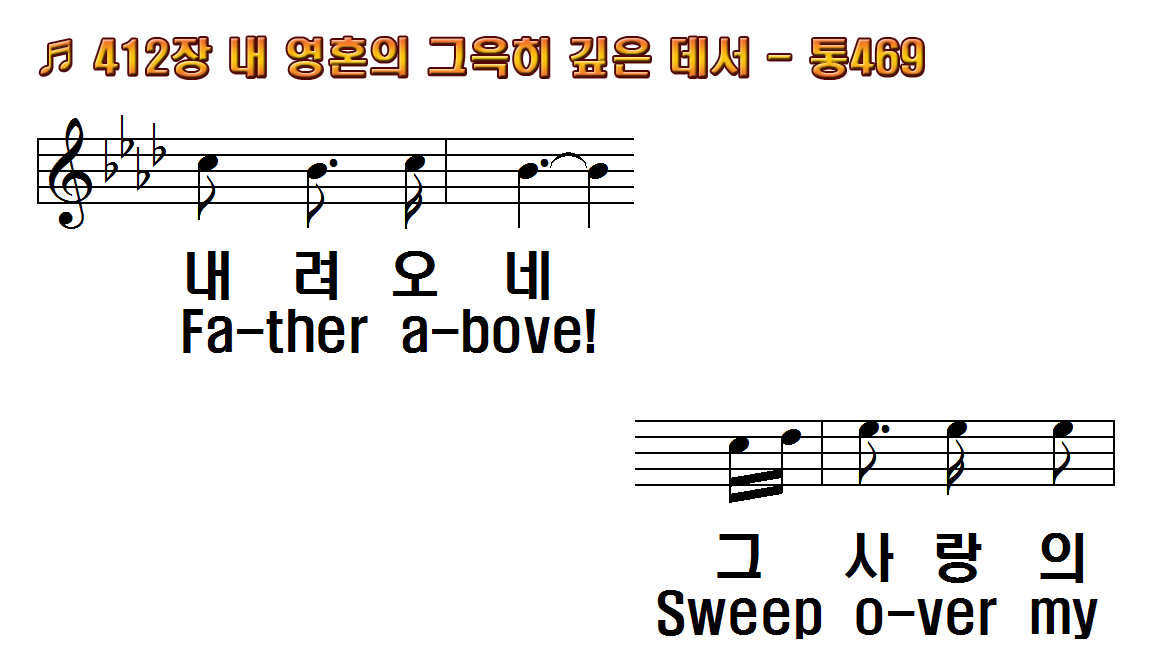 ♬ 412장 내 영혼의 그윽히 깊은 데서 - 통469
내 려 오 네
Fa-ther a-bove!
그 사 랑 의
Sweep o-ver my